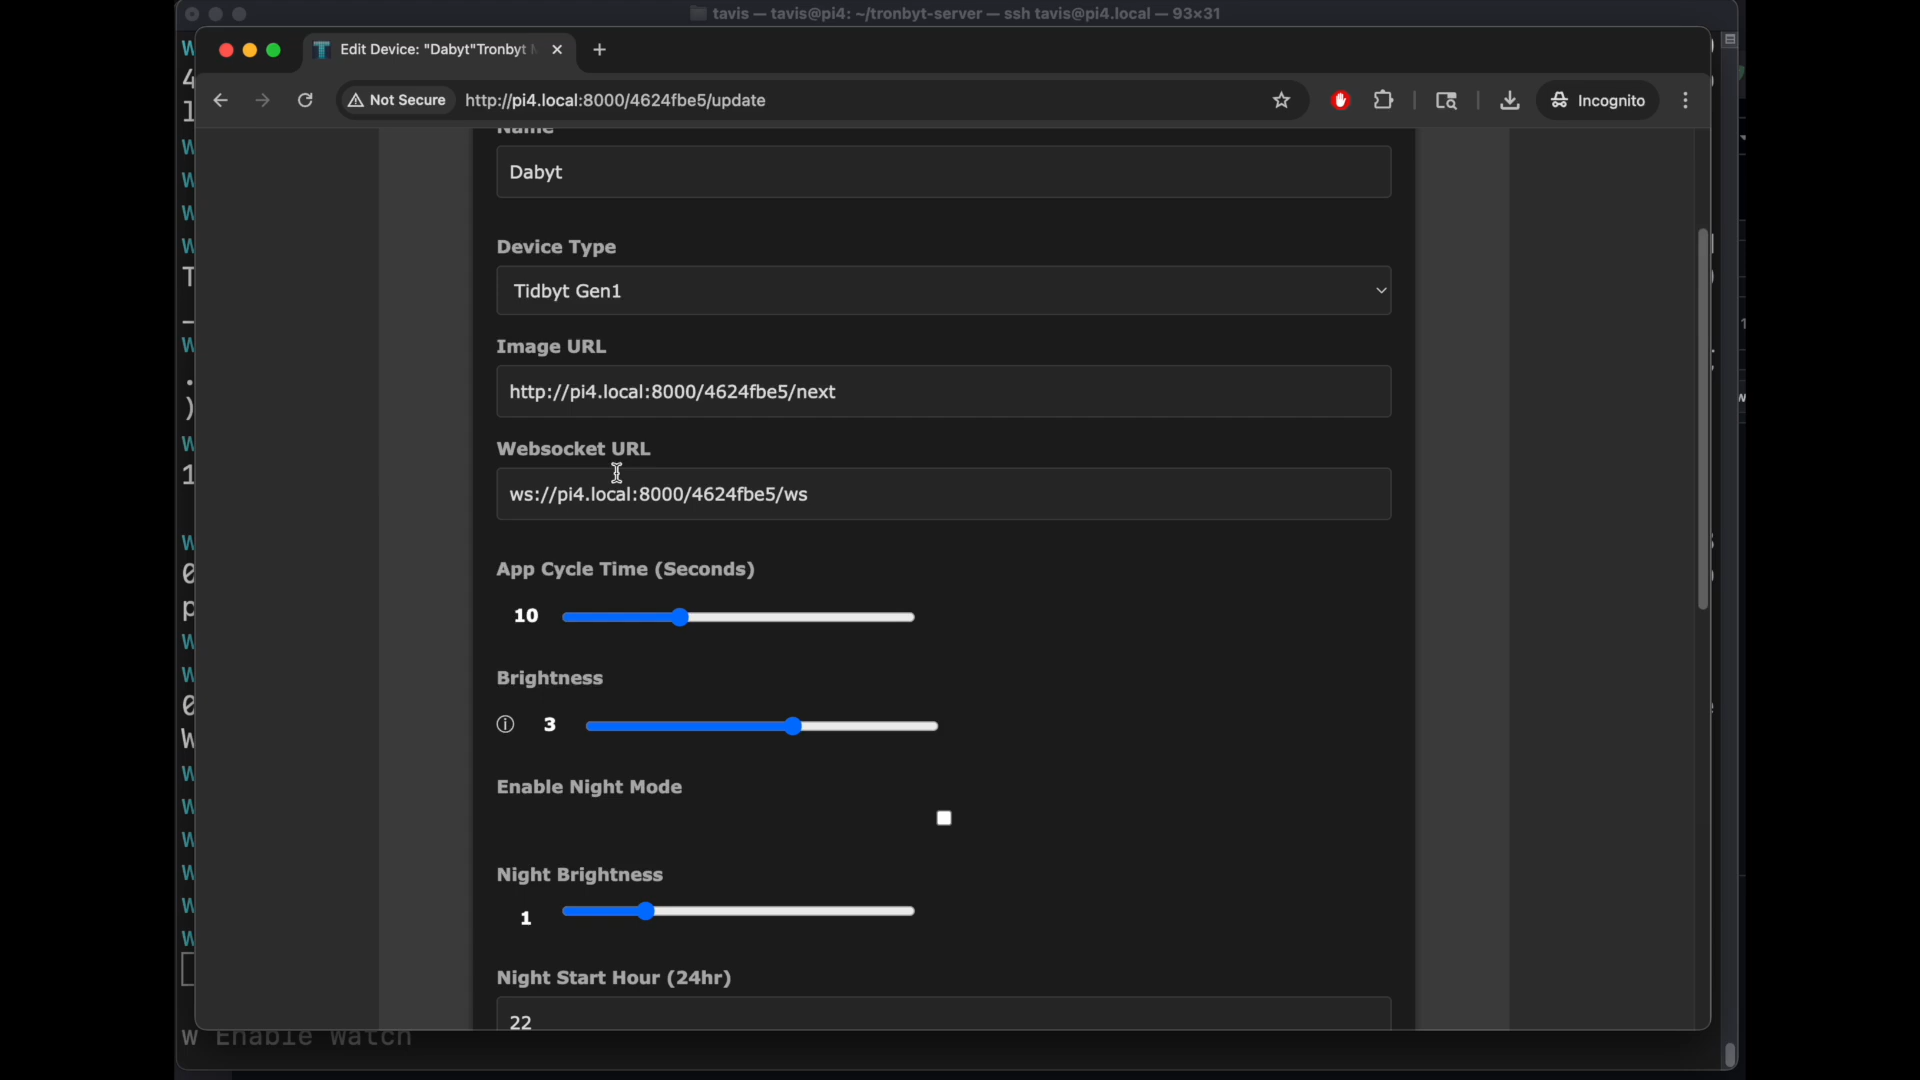 tavis — tavis@pi4: ~/tronbyt-server — ssh tavis@pi4.local — 93×31
Edit Device: "Dabyt"Tronbyt
Not Secure
http://pi4.local:8000/4624fbe5/update
Incognito
Name
Dabyt
Device Type
Tidbyt Gen1
Image URL
http://pi4.local:8000/4624fbe5/next
Websocket URL
ws://pi4.local:8000/4624fbe5/ws
App Cycle Time (Seconds)
10
Brightness
3
Enable Night Mode
Night Brightness
1
Night Start Hour (24hr)
22
w Enable Watch